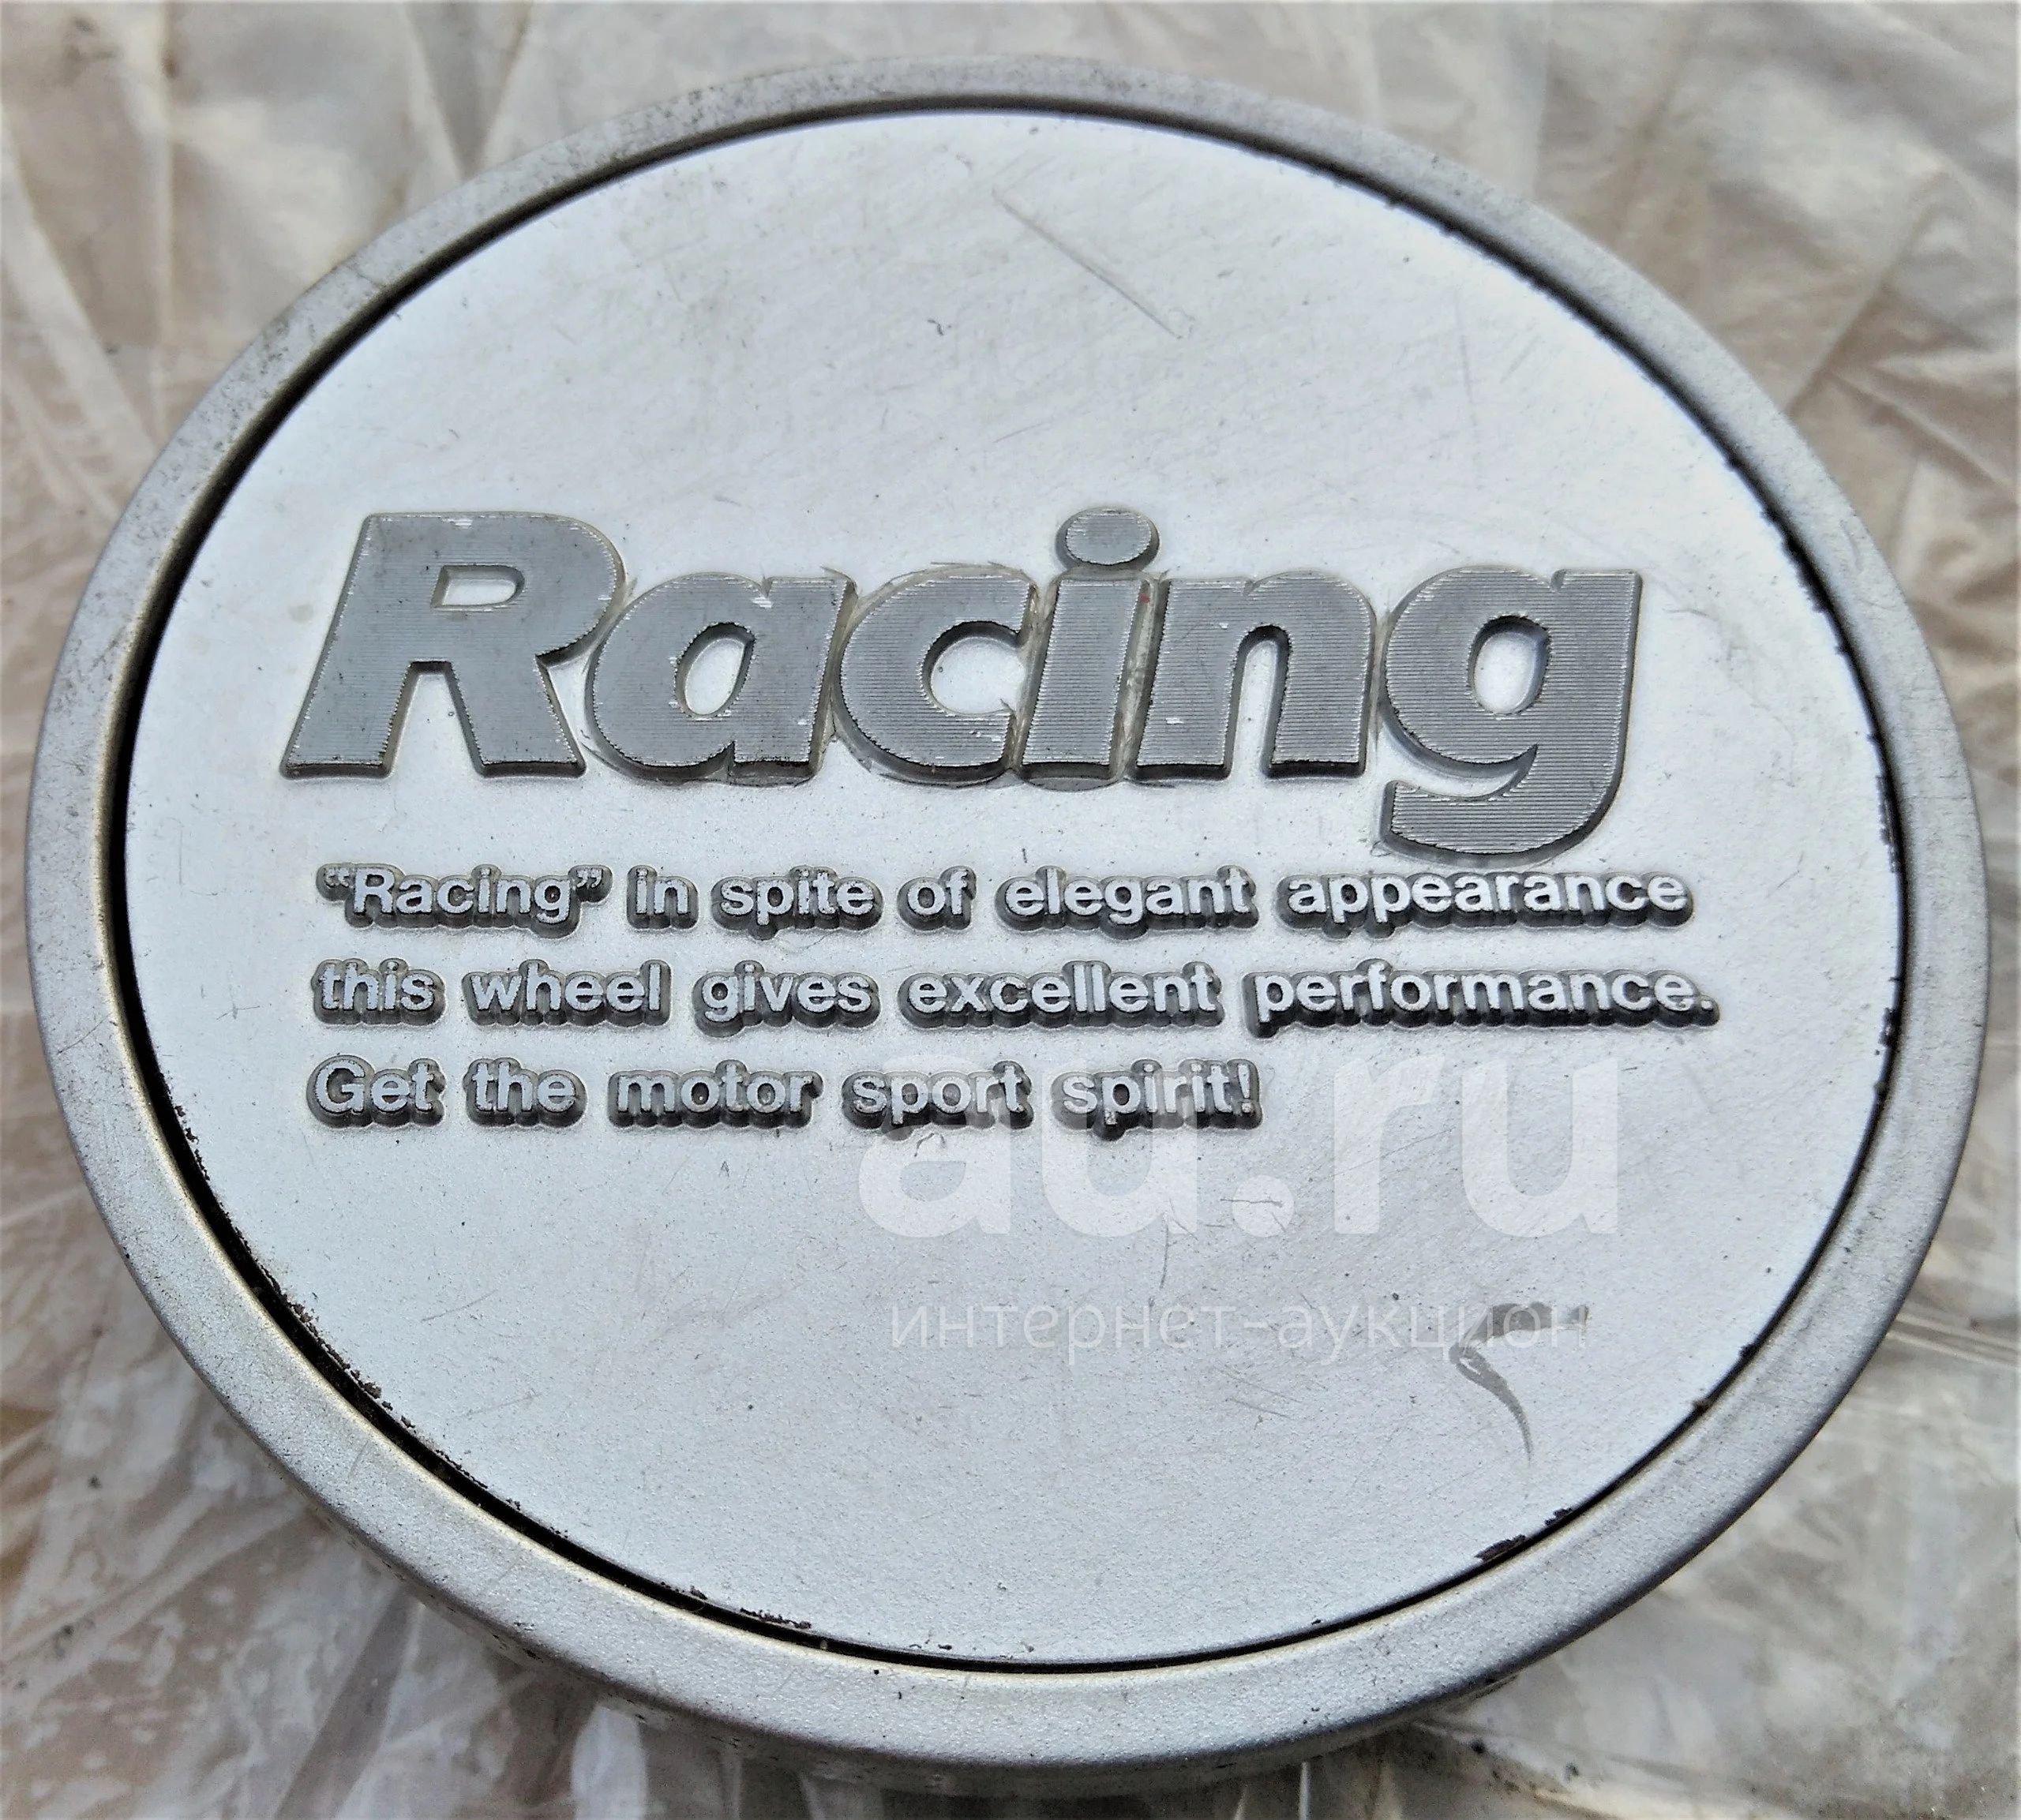 Racing
“Racing” in spite of elegant appearance
this wheel gives excellent performance.
Get the motor sport spirit!
au.ru
интернет-аукцион